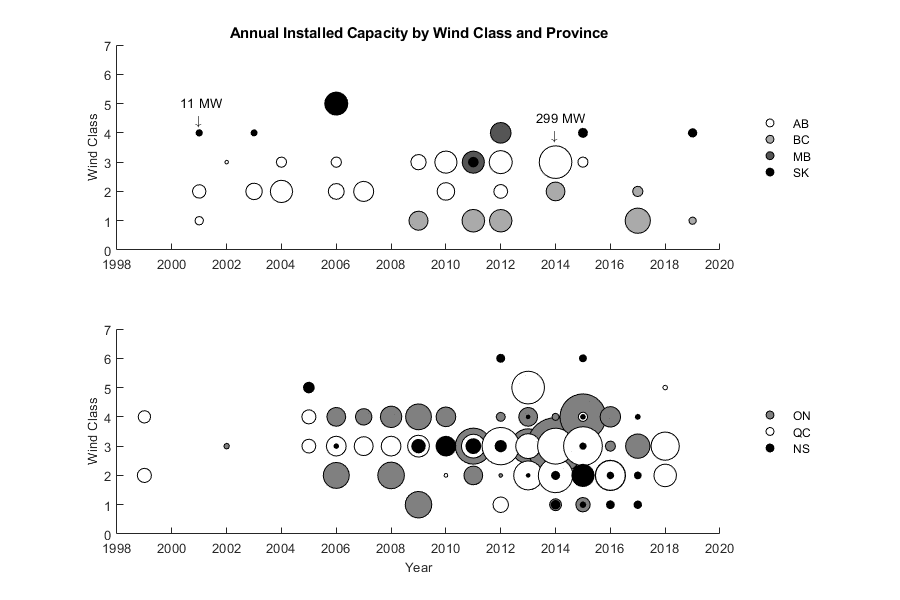 Annual Installed Capacity by Wind Class and Province
7
6
5
4
3
2
1
0
Wind Class
11 MW
299 MW
AB
BC
MB
SK
1998 2000 2002 2004 2006 2008 2010 2012 2014 2016 2018 2020
7
6
5
4
3
2
1
0
Wind Class
ON
QC
NS
1998 2000 2002 2004 2006 2008 2010 2012 2014 2016 2018 2020
Year